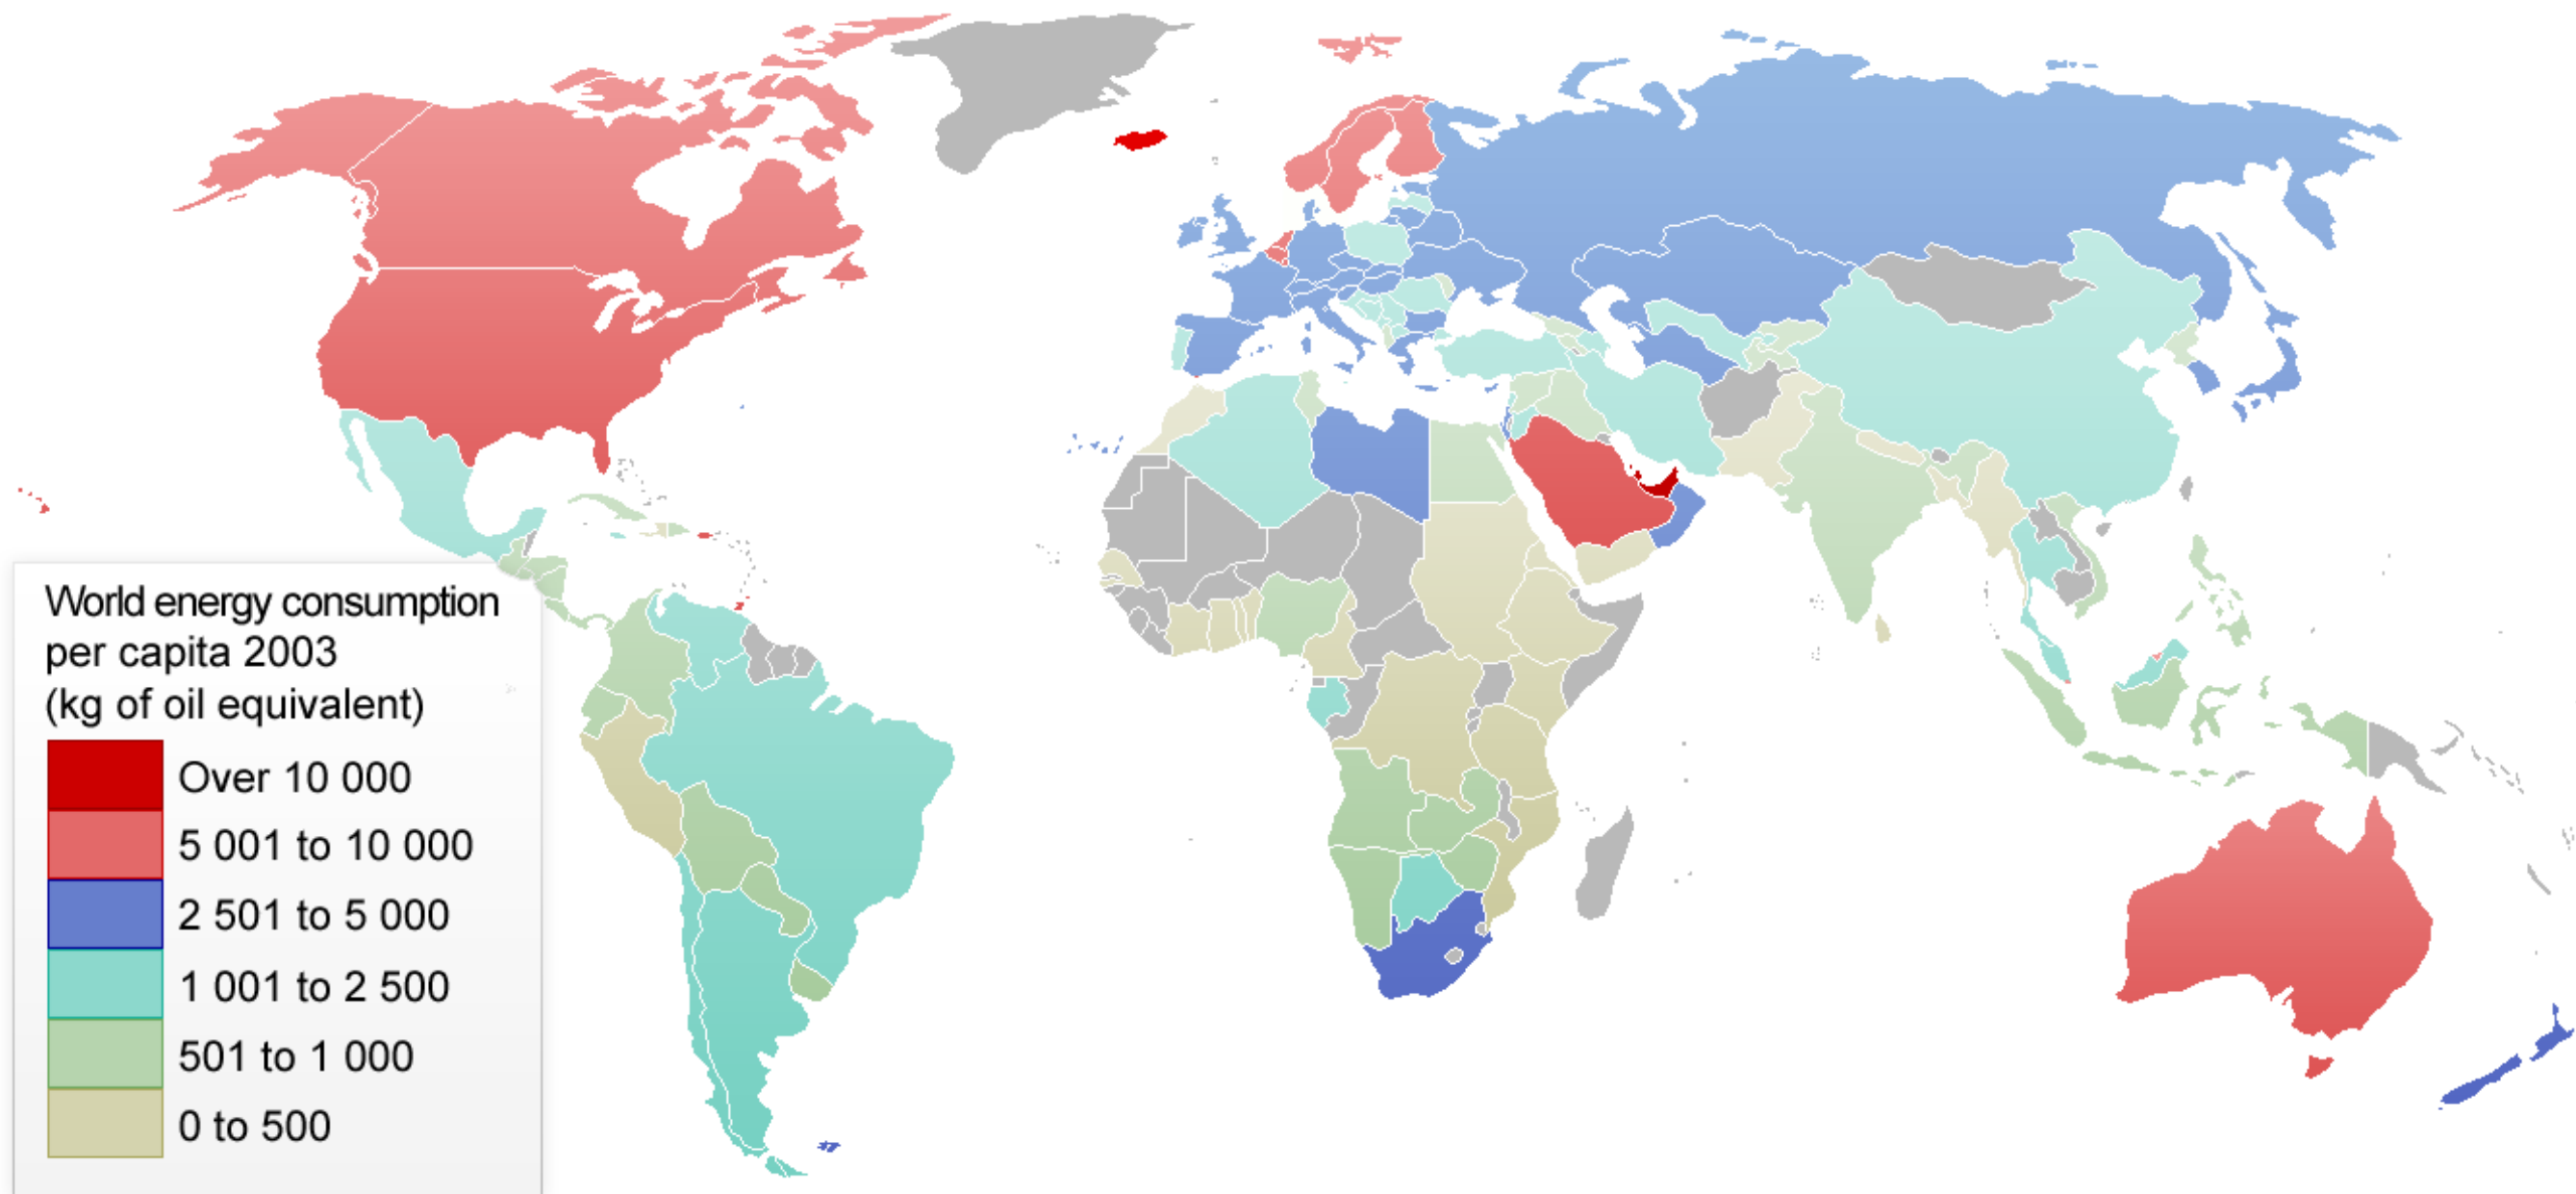 World energy consumption
per capita 2003
(kg of oil equivalent)
Over 10 000
5 001 to 10 000
2 501 to 5 000
1 001 to 2 500
501 to 1 000
0 to 500